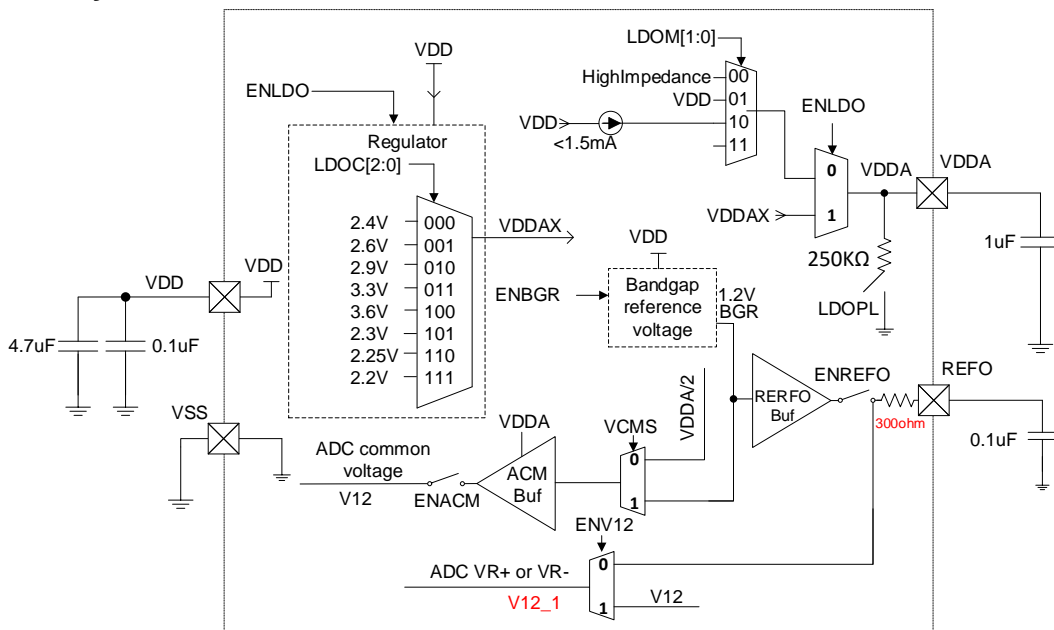 LDOM[1:0]
VDD
HighImpedance
00
ENLDO
VDD
01
ENLDO
VDD
10
<1.5mA
11
Regulator
LDOC[2:0]
0
VDDA
VDDA
VDDAX
1
2.4V
000
VDDAX
2.6V
001
2.9V
010
3.3V
011
3.6V
100
2.3V
101
2.25V
110
2.2V
111
VDD
250KΩ
1uF
VDD
VDD
ENBGR
Bandgap
reference
voltage
1.2V
BGR
LDOPL
4.7uF
0.1uF
ENREFO
REFO
RERFO
Buf
300ohm
0.1uF
VSS
VDDA
VCMS
VDDA/2
ADC common
voltage
V12
ENACM
ACM
Buf
0
1
ENV12
ADC VR+ or VR-
0
V12_1
1
V12